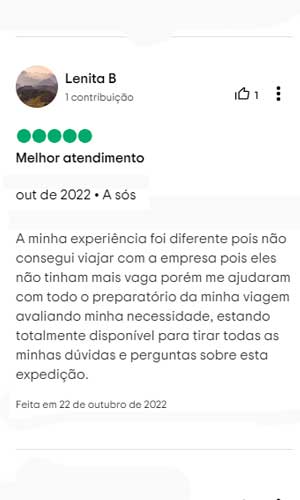 Lenita B
1 contribuição
1
Melhor atendimento
out de 2022 • A sós
A minha experiência foi diferente pois não
consegui viajar com a empresa pois eles
não tinham mais vaga porém me ajudaram
com todo o preparatório da minha viagem
avaliando minha necessidade, estando
totalmente disponível para tirar todas as
minhas dúvidas e perguntas sobre esta
expedição.
Feita em 22 de outubro de 2022